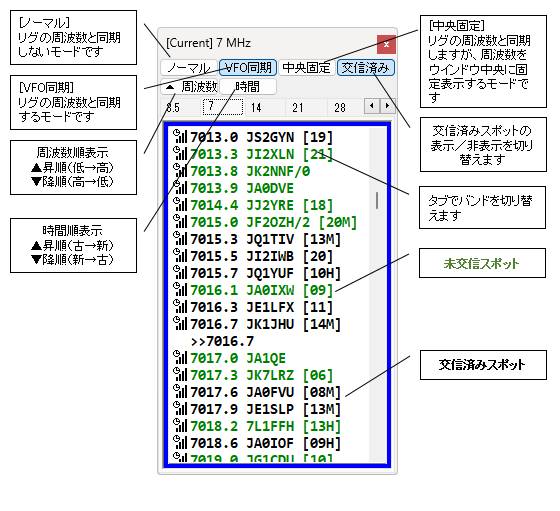 [ノーマル]
リグの周波数と同期
しないモードです
[VFO同期]
リグの周波数と同期
するモードです
周波数順表示
▲昇順(低→高)
▼降順(高→低)
時間順表示
▲昇順(古→新)
▼降順(新→古)
[Current] 7 MHz
x
ノーマル VFO同期 中央固定 交信済み
▲ 周波数 時間
3.5 7 14 21 28
7013.0 JS2GYN [19]
7013.3 JI2XLN [21]
7013.8 JK2NNF/0
7013.9 JA0DVE
7014.4 JJ2YRE [18]
7015.0 JF2OZH/2 [20M]
7015.3 JQ1TIV [13M]
7015.5 JI2IWB [20]
7015.7 JQ1YUF [10H]
7016.1 JA0IXW [09]
7016.3 JE1LFX [11]
7016.7 JK1JHU [14M]
>>7016.7
7017.0 JA1QE
7017.3 JK7LRZ [06]
7017.6 JA0FVU [08M]
7017.9 JE1SLP [13M]
7018.2 7L1FFH [13H]
7018.6 JA0IOF [09H]
7019.0 JG1CDU [10]
[中央固定]
リグの周波数と同期
しますが、周波数を
ウインドウ中央に固
定表示するモードで
す
交信済みスポットの
表示／非表示を切り
替えます
タブでバンドを切り替
えます
未交信スポット
交信済みスポット